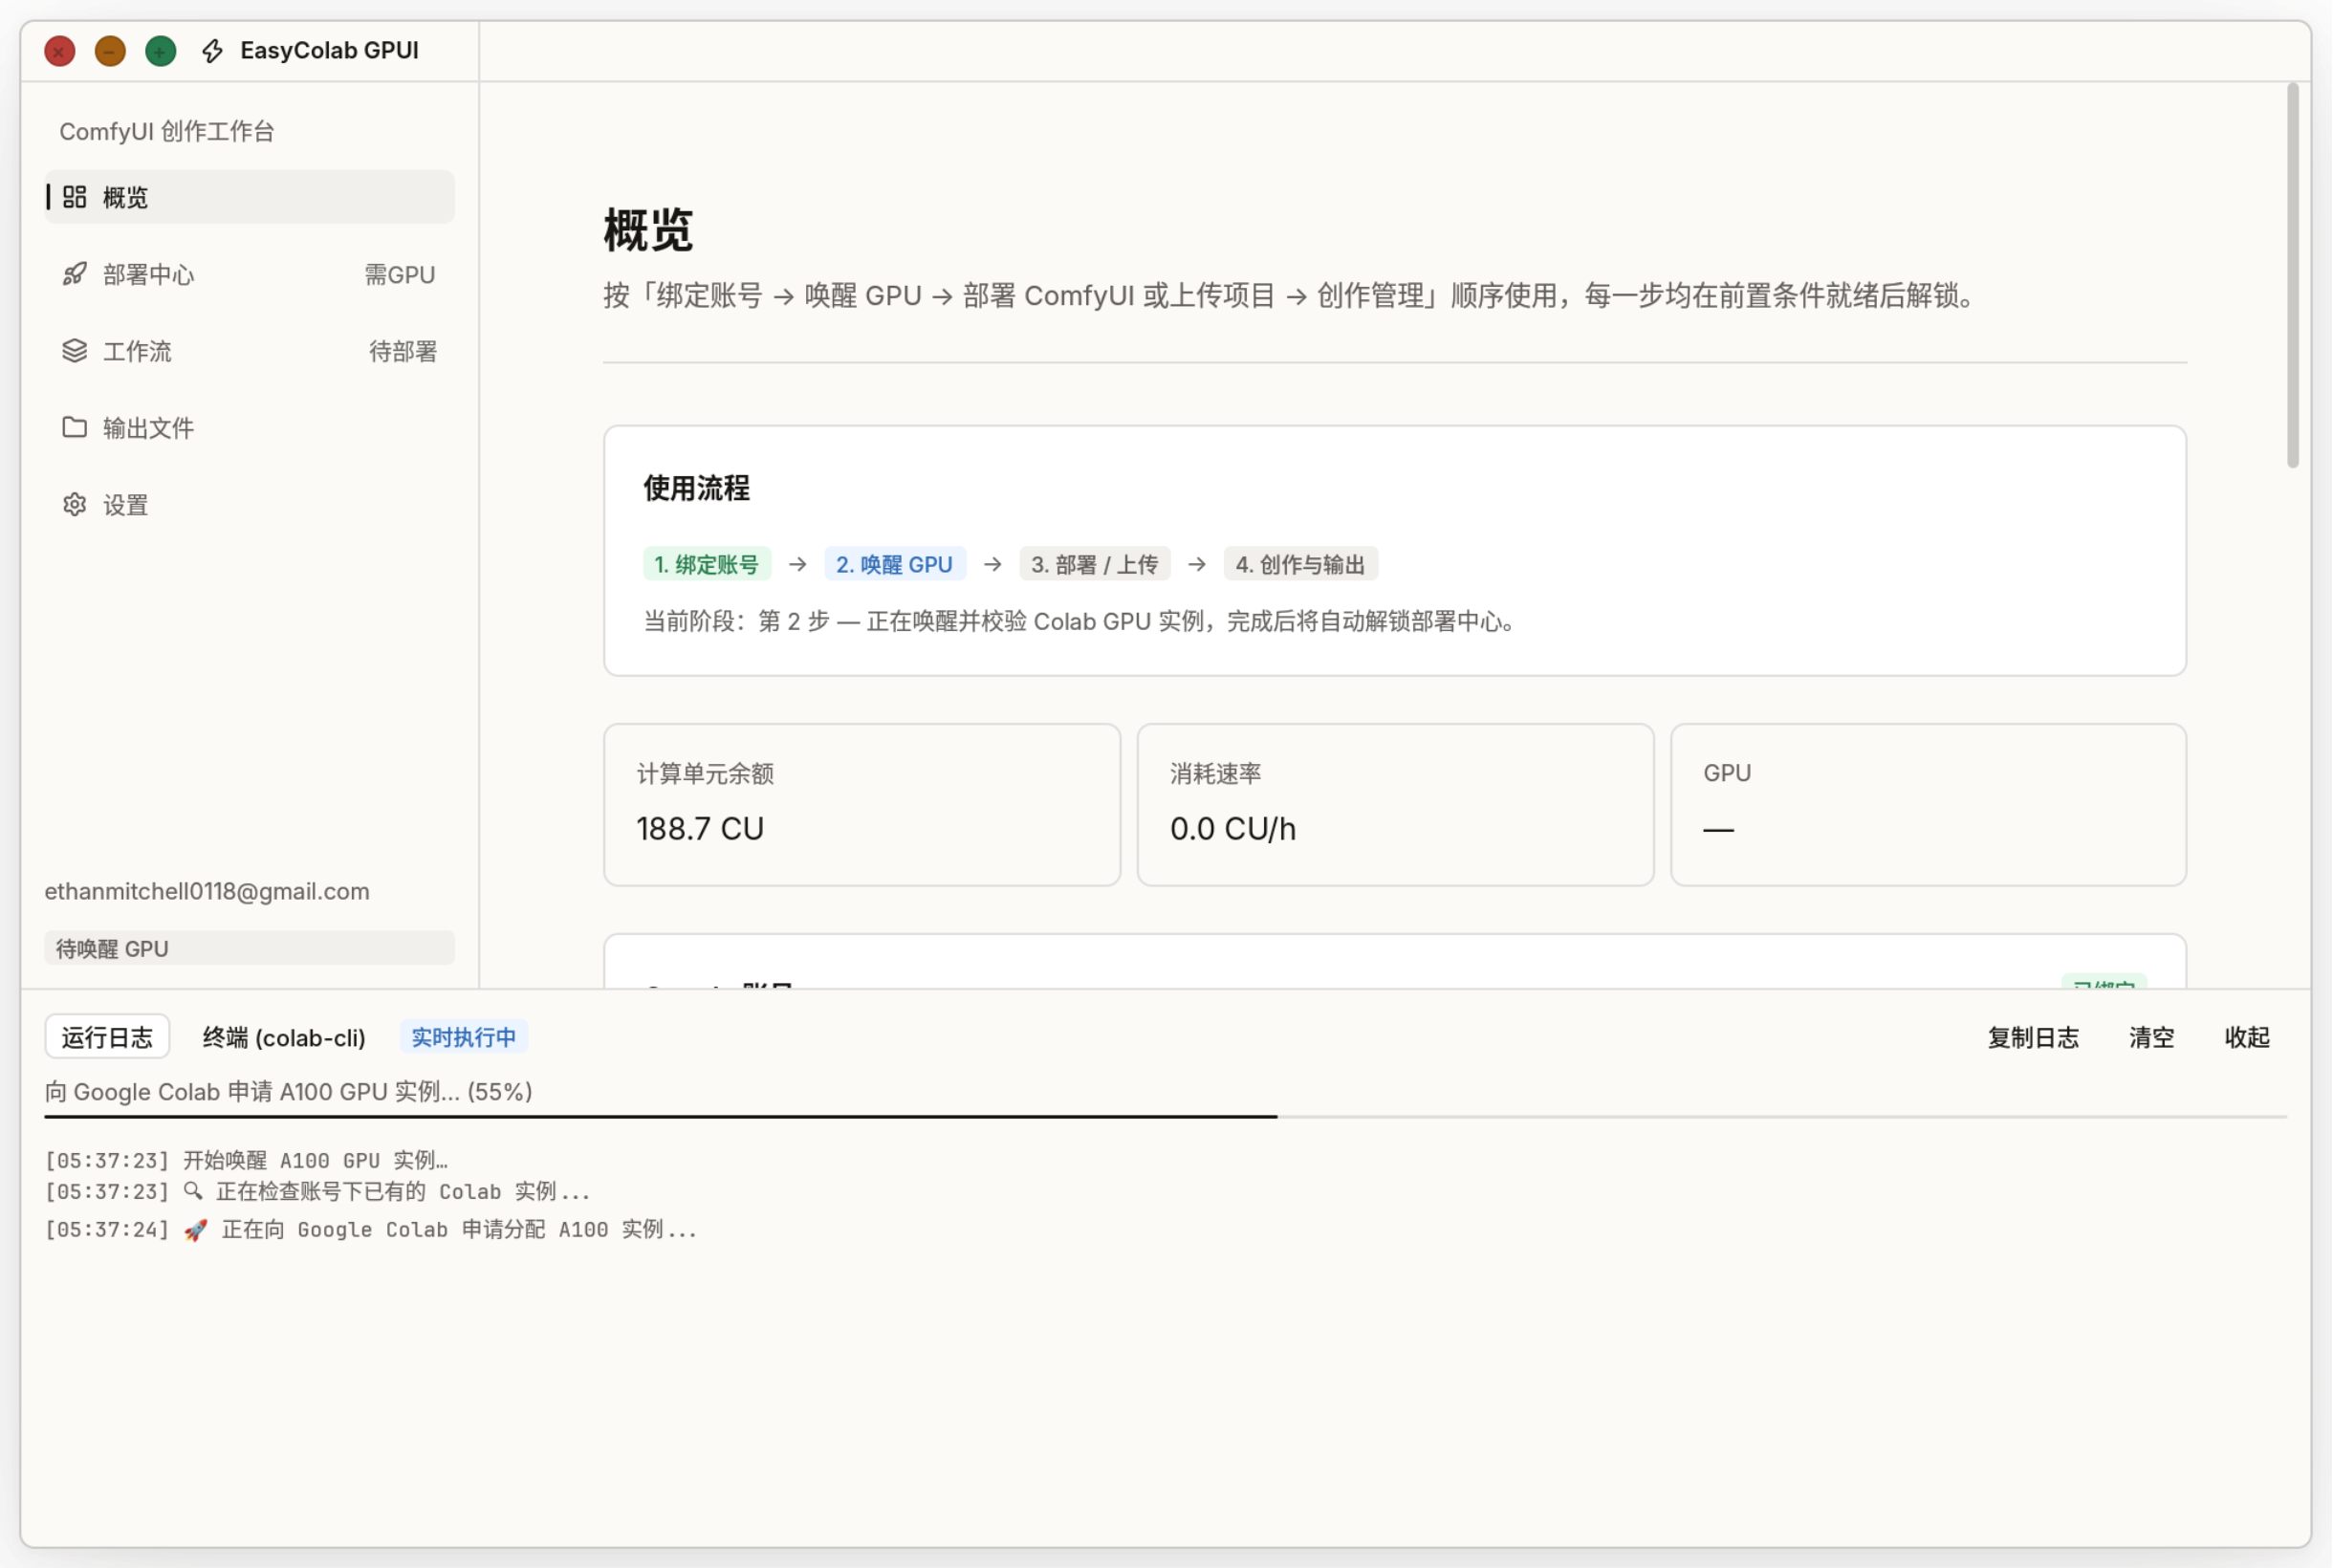 EasyColab GPUI
ComfyUI 创作工作台
概览
部署中心 需GPU
工作流 待部署
输出文件
设置
ethanmitchell0118@gmail.com
待唤醒 GPU
概览
按「绑定账号 → 唤醒 GPU → 部署 ComfyUI 或上传项目 → 创作管理」顺序使用，每一步均在前置条件就绪后解锁。
使用流程
1. 绑定账号 → 2. 唤醒 GPU → 3. 部署 / 上传 → 4. 创作与输出
当前阶段：第 2 步 — 正在唤醒并校验 Colab GPU 实例，完成后将自动解锁部署中心。
计算单元余额
188.7 CU
消耗速率
0.0 CU/h
GPU
—
Google 账号 已绑定
运行日志 终端 (colab-cli) 实时执行中 复制日志 清空 收起
向 Google Colab 申请 A100 GPU 实例... (55%)
[05:37:23] 开始唤醒 A100 GPU 实例…
[05:37:23] 🔍 正在检查账号下已有的 Colab 实例...
[05:37:24] 🚀 正在向 Google Colab 申请分配 A100 实例...